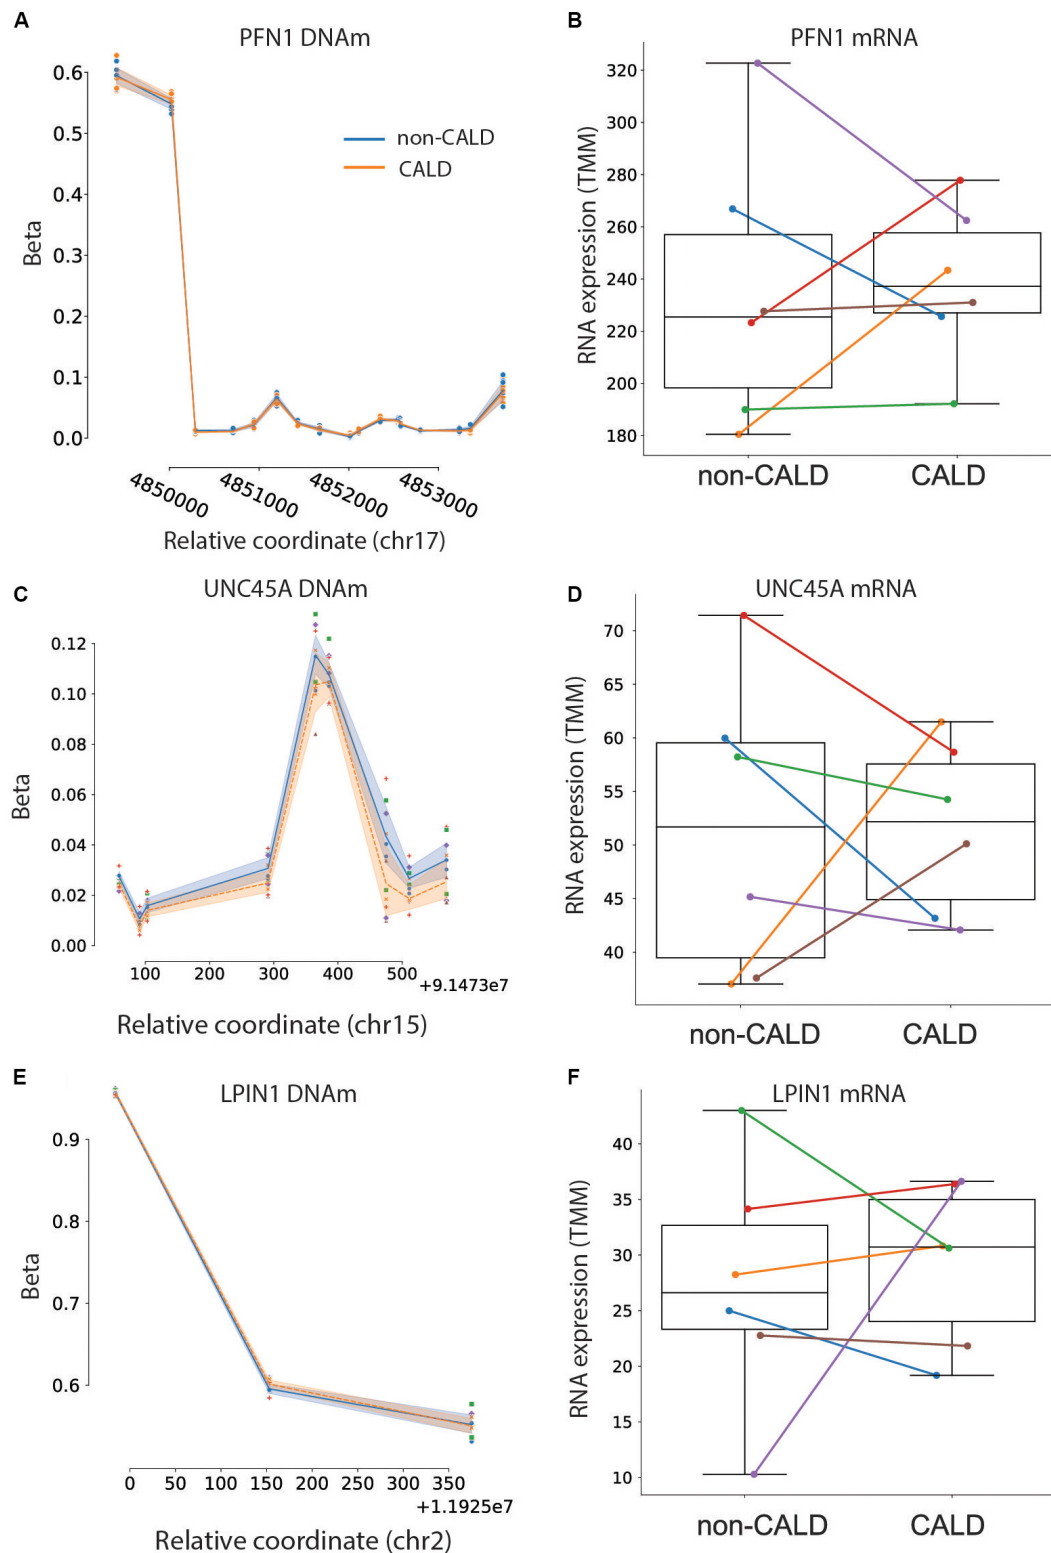 A
PFN1 DNAm
0.6
0.5
0.4
0.3
0.2
0.1
0.0
Beta
non-CALD
CALD
4850000
4851000
4852000
4853000
Relative coordinate (chr17)
B
PFN1 mRNA
320
300
280
260
240
220
200
180
RNA expression (TMM)
non-CALD
CALD
C
UNC45A DNAm
0.12
0.10
0.08
0.06
0.04
0.02
0.00
Beta
100
200
300
400
500
+9.1473e7
Relative coordinate (chr15)
D
UNC45A mRNA
70
65
60
55
50
45
40
RNA expression (TMM)
non-CALD
CALD
E
LPIN1 DNAm
0.9
0.8
0.7
0.6
Beta
0
50
100
150
200
250
300
350
+1.1925e7
Relative coordinate (chr2)
F
LPIN1 mRNA
40
35
30
25
20
15
10
RNA expression (TMM)
non-CALD
CALD